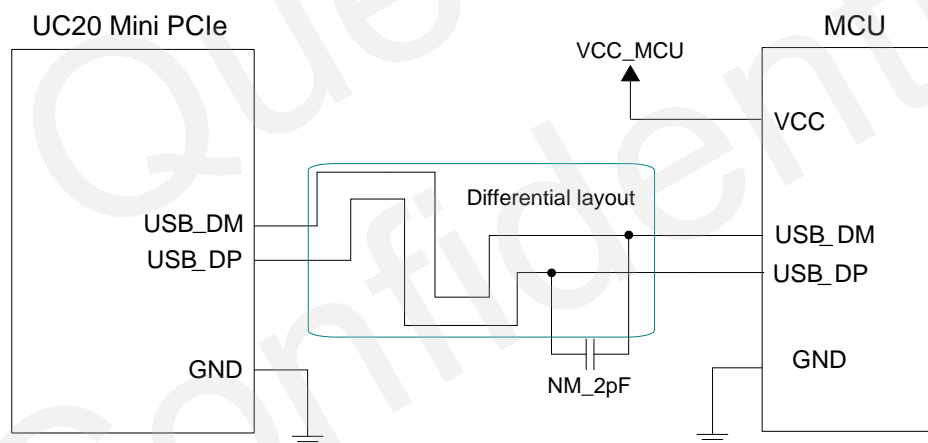 UC20 Mini PCIe
MCU
VCC_MCU
VCC
Differential layout
USB_DM
USB_DP
USB_DM
USB_DP
GND
GND
NM_2pF